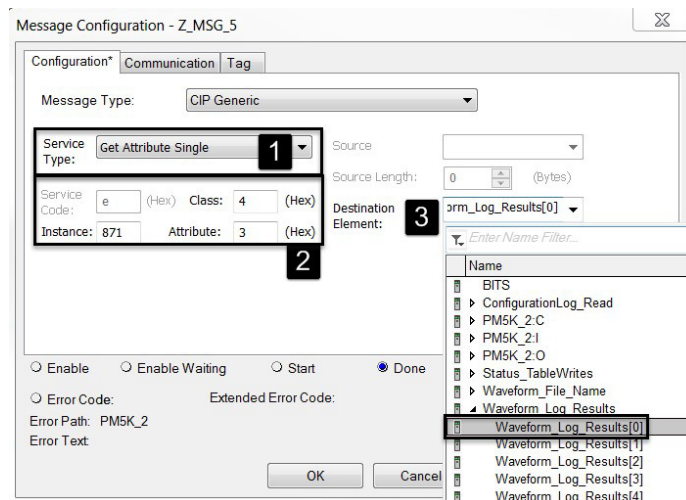 Message Configuration - Z_MSG_5
Configuration* Communication Tag
Message Type: CIP Generic
Service Type: Get Attribute Single 1
Source
Source Length: 0 (Bytes)
Service Code: e (Hex) Class: 4 (Hex)
Instance: 871 Attribute: 3 (Hex)
2
Destination Element: 3 orm_Log_Results[0]
Enter Name Filter...
Name
BITS
ConfigurationLog_Read
PM5K_2:C
PM5K_2:I
PM5K_2:O
Status_TableWrites
Waveform_File_Name
Waveform_Log_Results
Waveform_Log_Results[0]
Waveform_Log_Results[1]
Waveform_Log_Results[2]
Waveform_Log_Results[3]
Waveform_Log_Results[4]
Enable Enable Waiting Start Done
Error Code: Extended Error Code:
Error Path: PM5K_2
Error Text:
OK Cancel